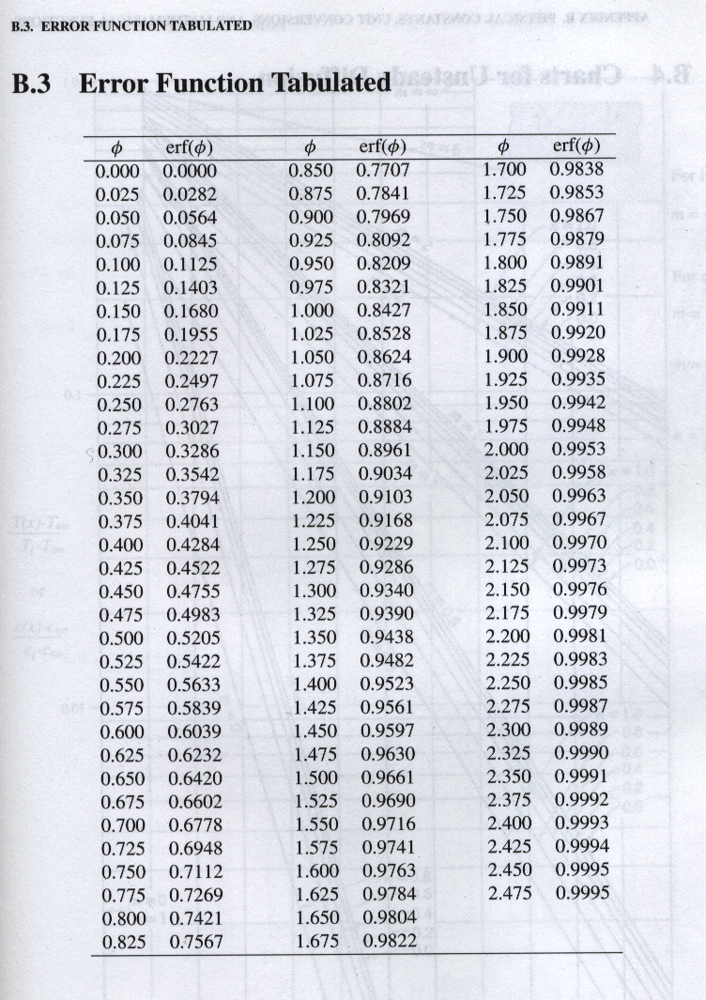 B.3. ERROR FUNCTION TABULATED
B.3 Error Function Tabulated
ϕ erf(ϕ) ϕ erf(ϕ) ϕ erf(ϕ)
0.000 0.0000 0.850 0.7707 1.700 0.9838
0.025 0.0282 0.875 0.7841 1.725 0.9853
0.050 0.0564 0.900 0.7969 1.750 0.9867
0.075 0.0845 0.925 0.8092 1.775 0.9879
0.100 0.1125 0.950 0.8209 1.800 0.9891
0.125 0.1403 0.975 0.8321 1.825 0.9901
0.150 0.1680 1.000 0.8427 1.850 0.9911
0.175 0.1955 1.025 0.8528 1.875 0.9920
0.200 0.2227 1.050 0.8624 1.900 0.9928
0.225 0.2497 1.075 0.8716 1.925 0.9935
0.250 0.2763 1.100 0.8802 1.950 0.9942
0.275 0.3027 1.125 0.8884 1.975 0.9948
0.300 0.3286 1.150 0.8961 2.000 0.9953
0.325 0.3542 1.175 0.9034 2.025 0.9958
0.350 0.3794 1.200 0.9103 2.050 0.9963
0.375 0.4041 1.225 0.9168 2.075 0.9967
0.400 0.4284 1.250 0.9229 2.100 0.9970
0.425 0.4522 1.275 0.9286 2.125 0.9973
0.450 0.4755 1.300 0.9340 2.150 0.9976
0.475 0.4983 1.325 0.9390 2.175 0.9979
0.500 0.5205 1.350 0.9438 2.200 0.9981
0.525 0.5422 1.375 0.9482 2.225 0.9983
0.550 0.5633 1.400 0.9523 2.250 0.9985
0.575 0.5839 1.425 0.9561 2.275 0.9987
0.600 0.6039 1.450 0.9597 2.300 0.9989
0.625 0.6232 1.475 0.9630 2.325 0.9990
0.650 0.6420 1.500 0.9661 2.350 0.9991
0.675 0.6602 1.525 0.9690 2.375 0.9992
0.700 0.6778 1.550 0.9716 2.400 0.9993
0.725 0.6948 1.575 0.9741 2.425 0.9994
0.750 0.7112 1.600 0.9763 2.450 0.9995
0.775 0.7269 1.625 0.9784 2.475 0.9995
0.800 0.7421 1.650 0.9804
0.825 0.7567 1.675 0.9822